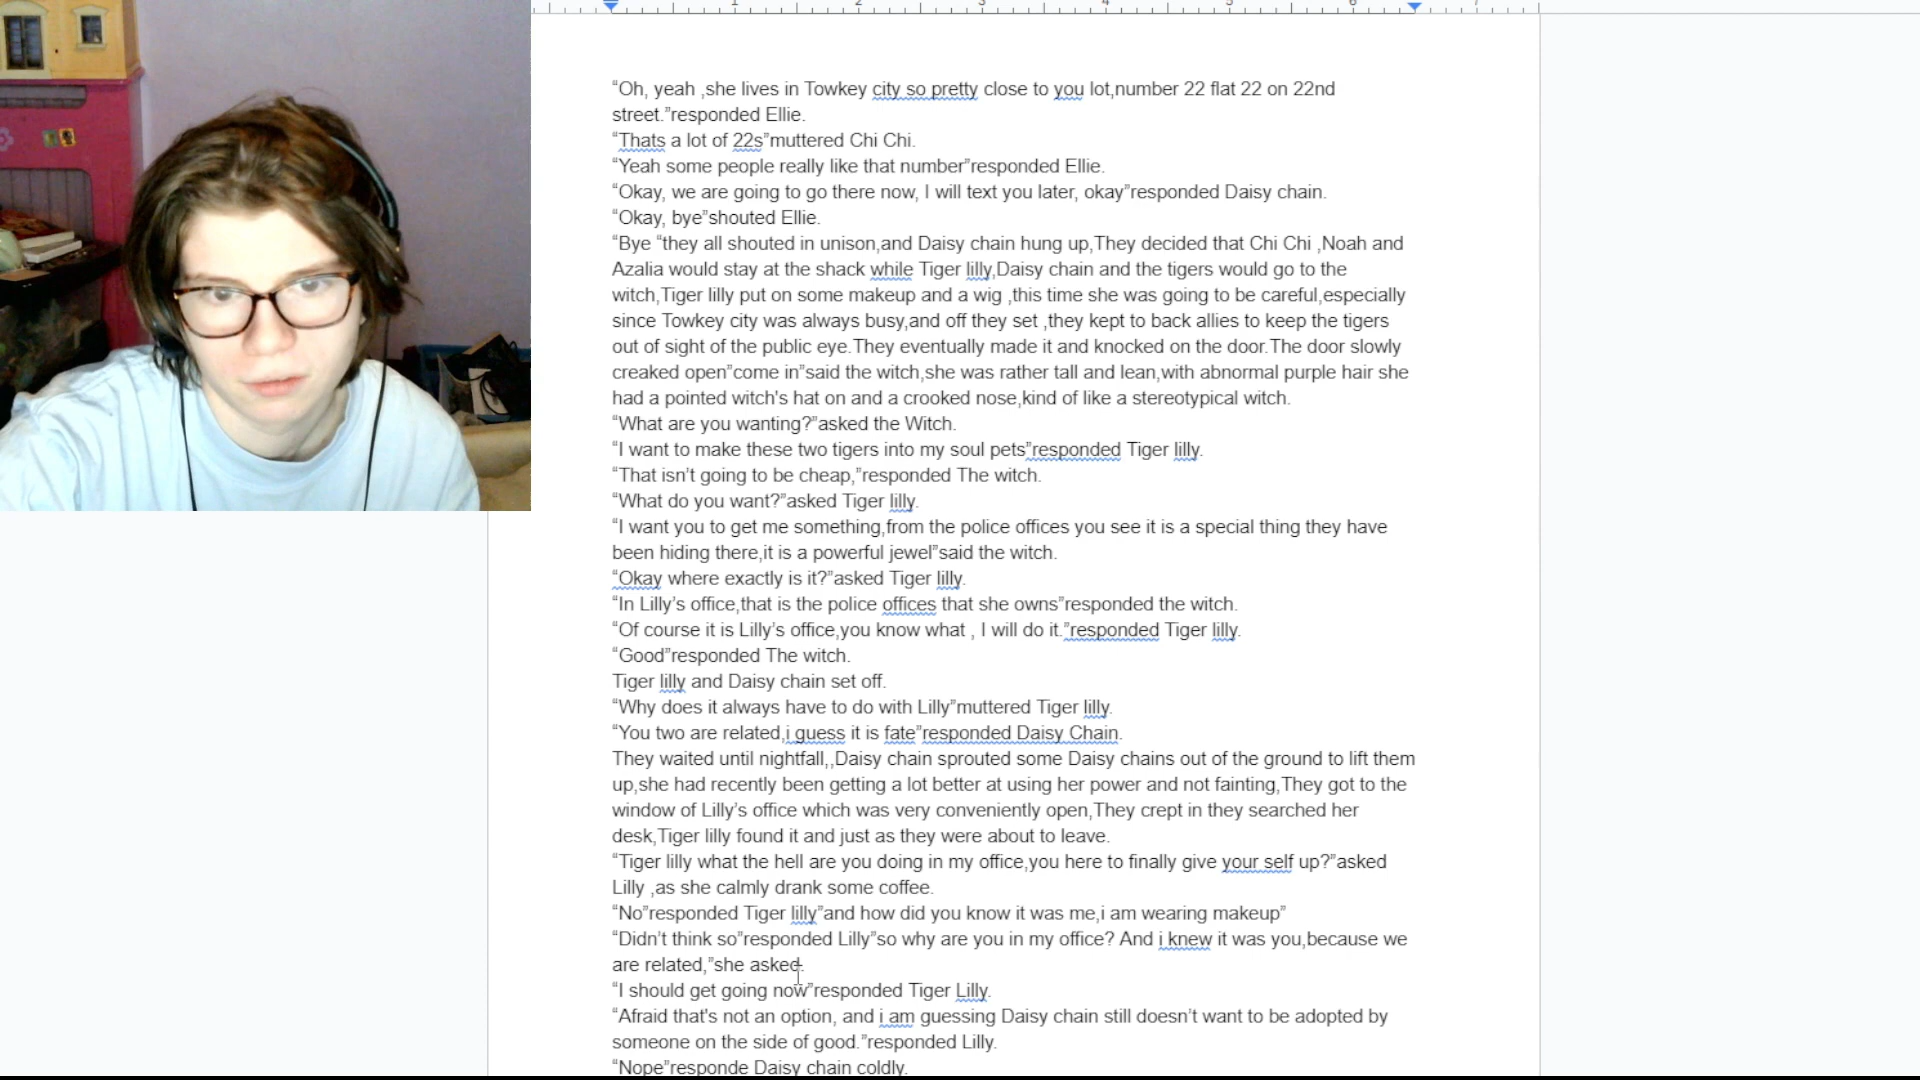 1 2 3 4 5 6 7
“Oh, yeah ,she lives in Towkey city so pretty close to you lot,number 22 flat 22 on 22nd
street.”responded Ellie.
“Thats a lot of 22s”muttered Chi Chi.
“Yeah some people really like that number”responded Ellie.
“Okay, we are going to go there now, I will text you later, okay”responded Daisy chain.
“Okay, bye”shouted Ellie.
“Bye “they all shouted in unison,and Daisy chain hung up,They decided that Chi Chi ,Noah and
Azalia would stay at the shack while Tiger lilly,Daisy chain and the tigers would go to the
witch,Tiger lilly put on some makeup and a wig ,this time she was going to be careful,especially
since Towkey city was always busy,and off they set ,they kept to back allies to keep the tigers
out of sight of the public eye.They eventually made it and knocked on the door.The door slowly
creaked open”come in”said the witch,she was rather tall and lean,with abnormal purple hair she
had a pointed witch's hat on and a crooked nose,kind of like a stereotypical witch.
“What are you wanting?”asked the Witch.
“I want to make these two tigers into my soul pets”responded Tiger lilly.
“That isn’t going to be cheap,”responded The witch.
“What do you want?”asked Tiger lilly.
“I want you to get me something,from the police offices you see it is a special thing they have
been hiding there,it is a powerful jewel”said the witch.
“Okay where exactly is it?”asked Tiger lilly.
“In Lilly’s office,that is the police offices that she owns”responded the witch.
“Of course it is Lilly’s office,you know what , I will do it.”responded Tiger lilly.
“Good”responded The witch.
Tiger lilly and Daisy chain set off.
“Why does it always have to do with Lilly”muttered Tiger lilly.
“You two are related,i guess it is fate”responded Daisy Chain.
They waited until nightfall,,Daisy chain sprouted some Daisy chains out of the ground to lift them
up,she had recently been getting a lot better at using her power and not fainting,They got to the
window of Lilly’s office which was very conveniently open,They crept in they searched her
desk,Tiger lilly found it and just as they were about to leave.
“Tiger lilly what the hell are you doing in my office,you here to finally give your self up?”asked
Lilly ,as she calmly drank some coffee.
“No”responded Tiger lilly”and how did you know it was me,i am wearing makeup”
“Didn’t think so”responded Lilly”so why are you in my office? And i knew it was you,because we
are related,”she asked.
“I should get going now”responded Tiger Lilly.
“Afraid that's not an option, and i am guessing Daisy chain still doesn’t want to be adopted by
someone on the side of good.”responded Lilly.
“Nope”responde Daisy chain coldly.